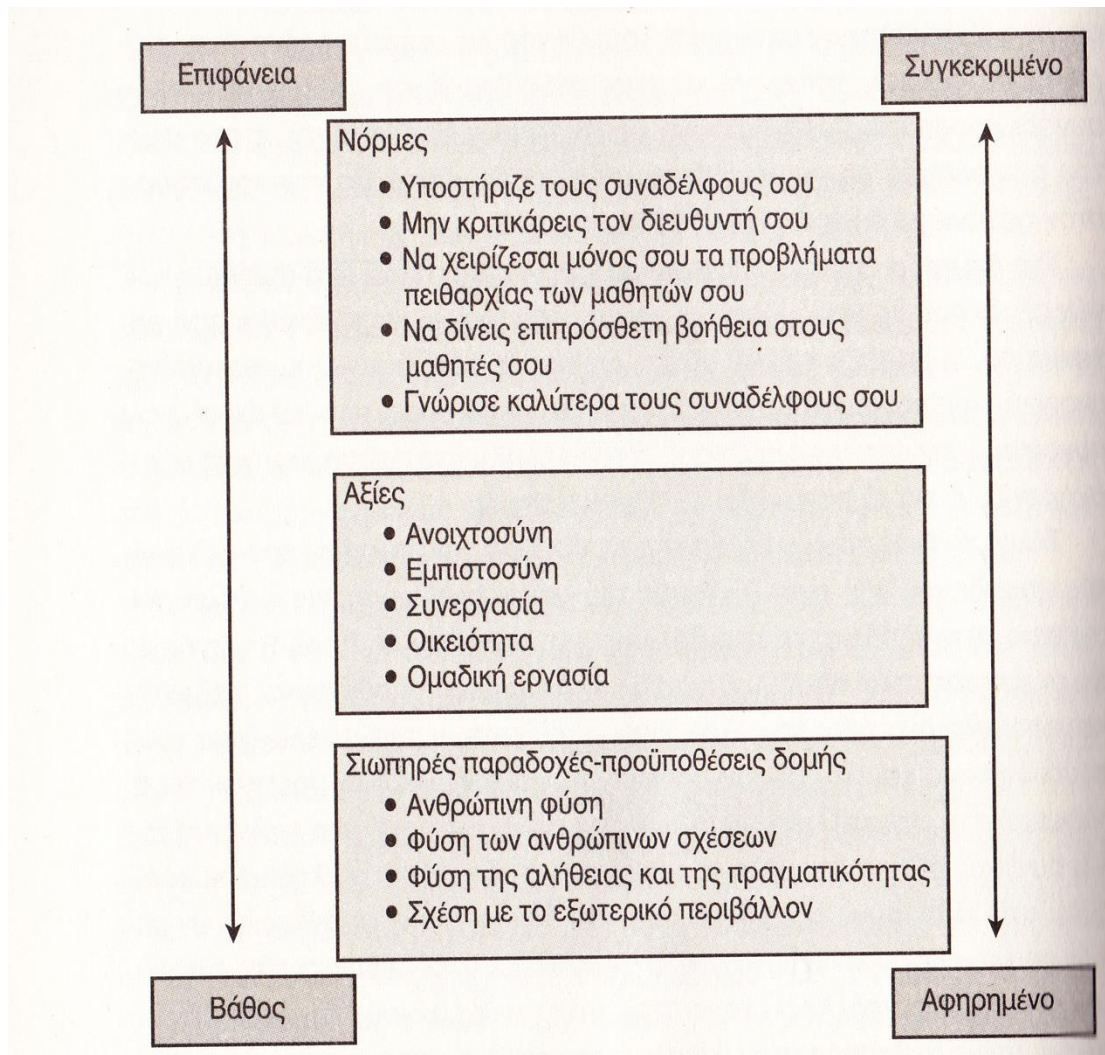 Επιφάνεια
Συγκεκριμένο
Νόρμες
• Υποστήριζε τους συναδέλφους σου
• Μην κριτικάρεις τον διευθυντή σου
• Να χειρίζεσαι μόνος σου τα προβλήματα
πειθαρχίας των μαθητών σου
• Να δίνεις επιπρόσθετη βοήθεια στους
μαθητές σου
• Γνώρισε καλύτερα τους συναδέλφους σου
Αξίες
• Ανοιχτοσύνη
• Εμπιστοσύνη
• Συνεργασία
• Οικειότητα
• Ομαδική εργασία
Σιωπηρές παραδοχές-προϋποθέσεις δομής
• Ανθρώπινη φύση
• Φύση των ανθρώπινων σχέσεων
• Φύση της αλήθειας και της πραγματικότητας
• Σχέση με το εξωτερικό περιβάλλον
Βάθος
Αφηρημένο